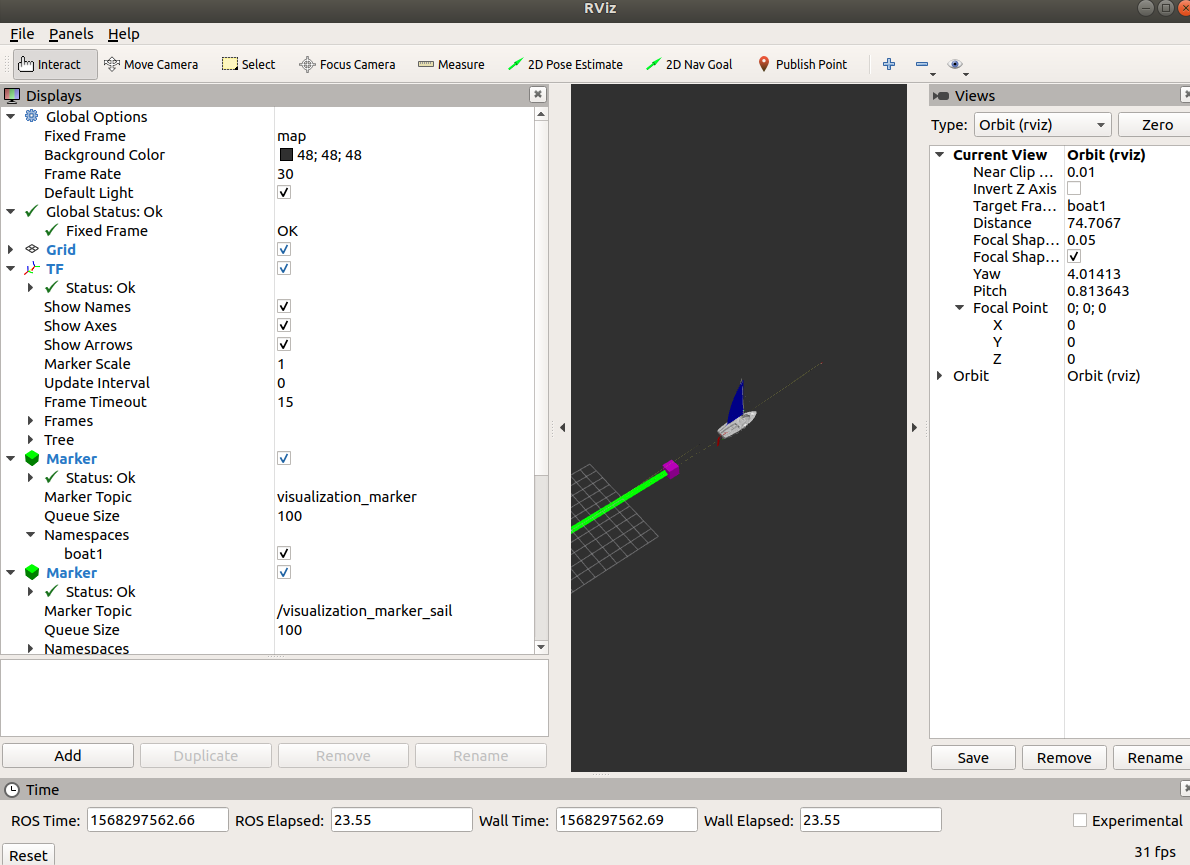 RViz
File Panels Help
Interact Move Camera Select Focus Camera Measure 2D Pose Estimate 2D Nav Goal Publish Point
Displays
Global Options
Fixed Frame map
Background Color 48; 48; 48
Frame Rate 30
Default Light
Global Status: Ok
Fixed Frame OK
Grid
TF
Status: Ok
Show Names
Show Axes
Show Arrows
Marker Scale 1
Update Interval 0
Frame Timeout 15
Frames
Tree
Marker
Status: Ok
Marker Topic visualization_marker
Queue Size 100
Namespaces
boat1
Marker
Status: Ok
Marker Topic /visualization_marker_sail
Queue Size 100
Namespaces
Add Duplicate Remove Rename
Views
Type: Orbit (rviz) Zero
Current View Orbit (rviz)
Near Clip ... 0.01
Invert Z Axis
Target Fra... boat1
Distance 74.7067
Focal Shap... 0.05
Focal Shap...
Yaw 4.01413
Pitch 0.813643
Focal Point 0; 0; 0
X 0
Y 0
Z 0
Orbit Orbit (rviz)
Save Remove Rename
Time
ROS Time: 1568297562.66 ROS Elapsed: 23.55 Wall Time: 1568297562.69 Wall Elapsed: 23.55 Experimental
Reset 31 fps